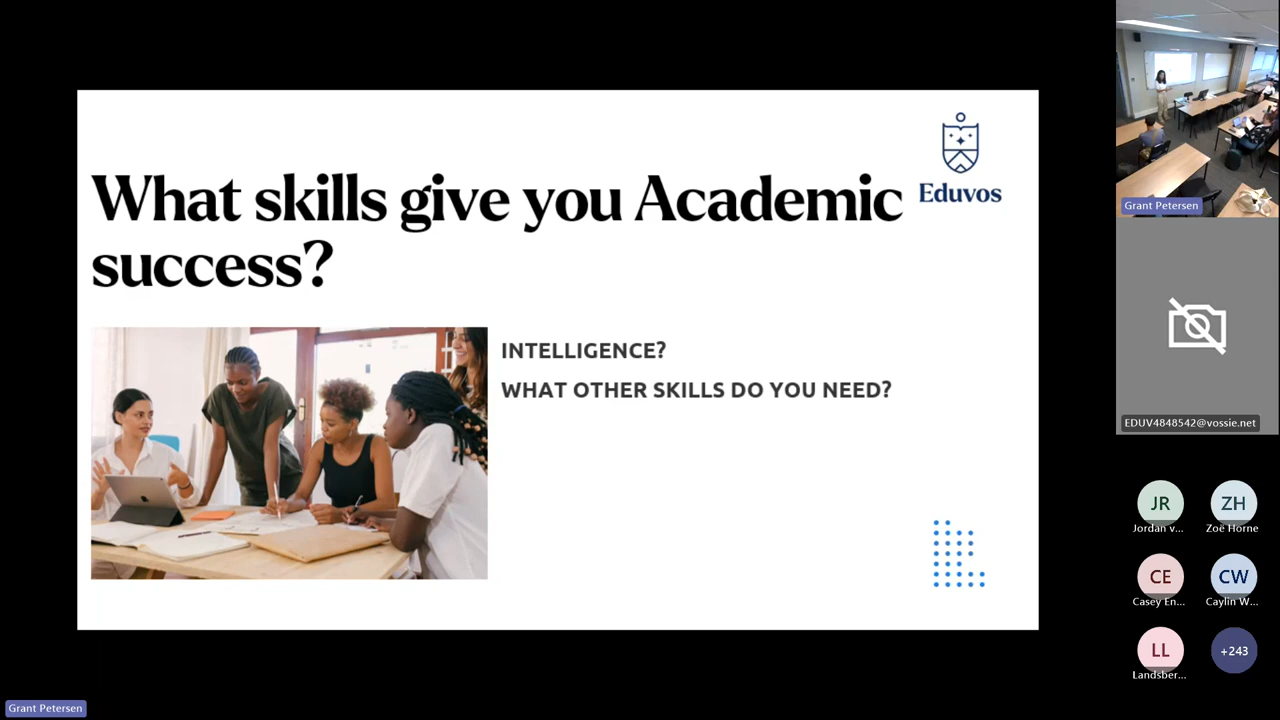 What skills give you Academic
success?
Eduvos
INTELLIGENCE?
WHAT OTHER SKILLS DO YOU NEED?
Grant Petersen
EDUV4848542@vossie.net
JR
ZH
Jordan v...
Zoë Horne
CE
CW
Casey En...
Caylin W...
LL
+243
Landsber...
Grant Petersen